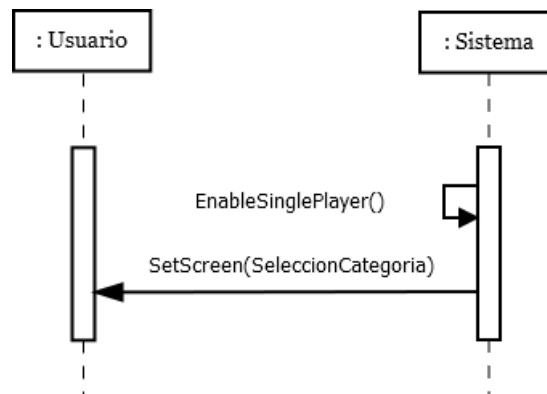 : Usuario
: Sistema
EnableSinglePlayer()
SetScreen(SeleccionCategoria)